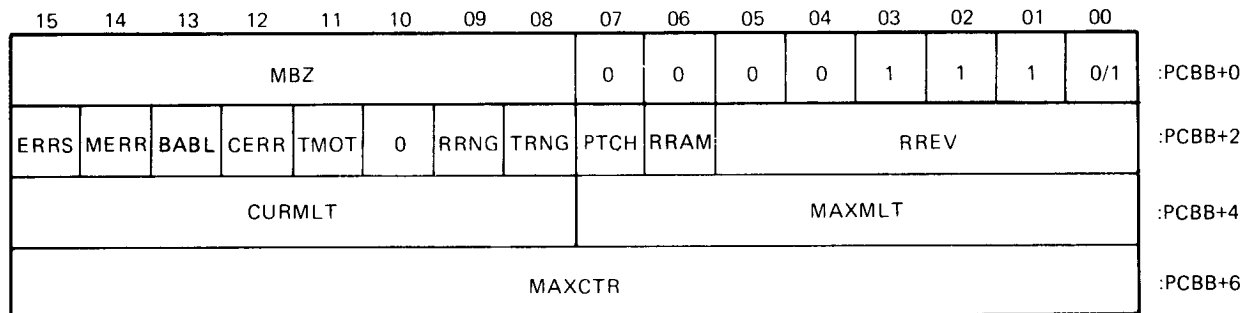 15 14 13 12 11 10 09 08 07 06 05 04 03 02 01 00
MBZ 0 0 0 0 1 1 1 0/1 :PCBB+0
ERRS MERR BABL CERR TMOT 0 RRNG TRNG PTCH RRAM RREV :PCBB+2
CURMLT MAXMLT :PCBB+4
MAXCTR :PCBB+6